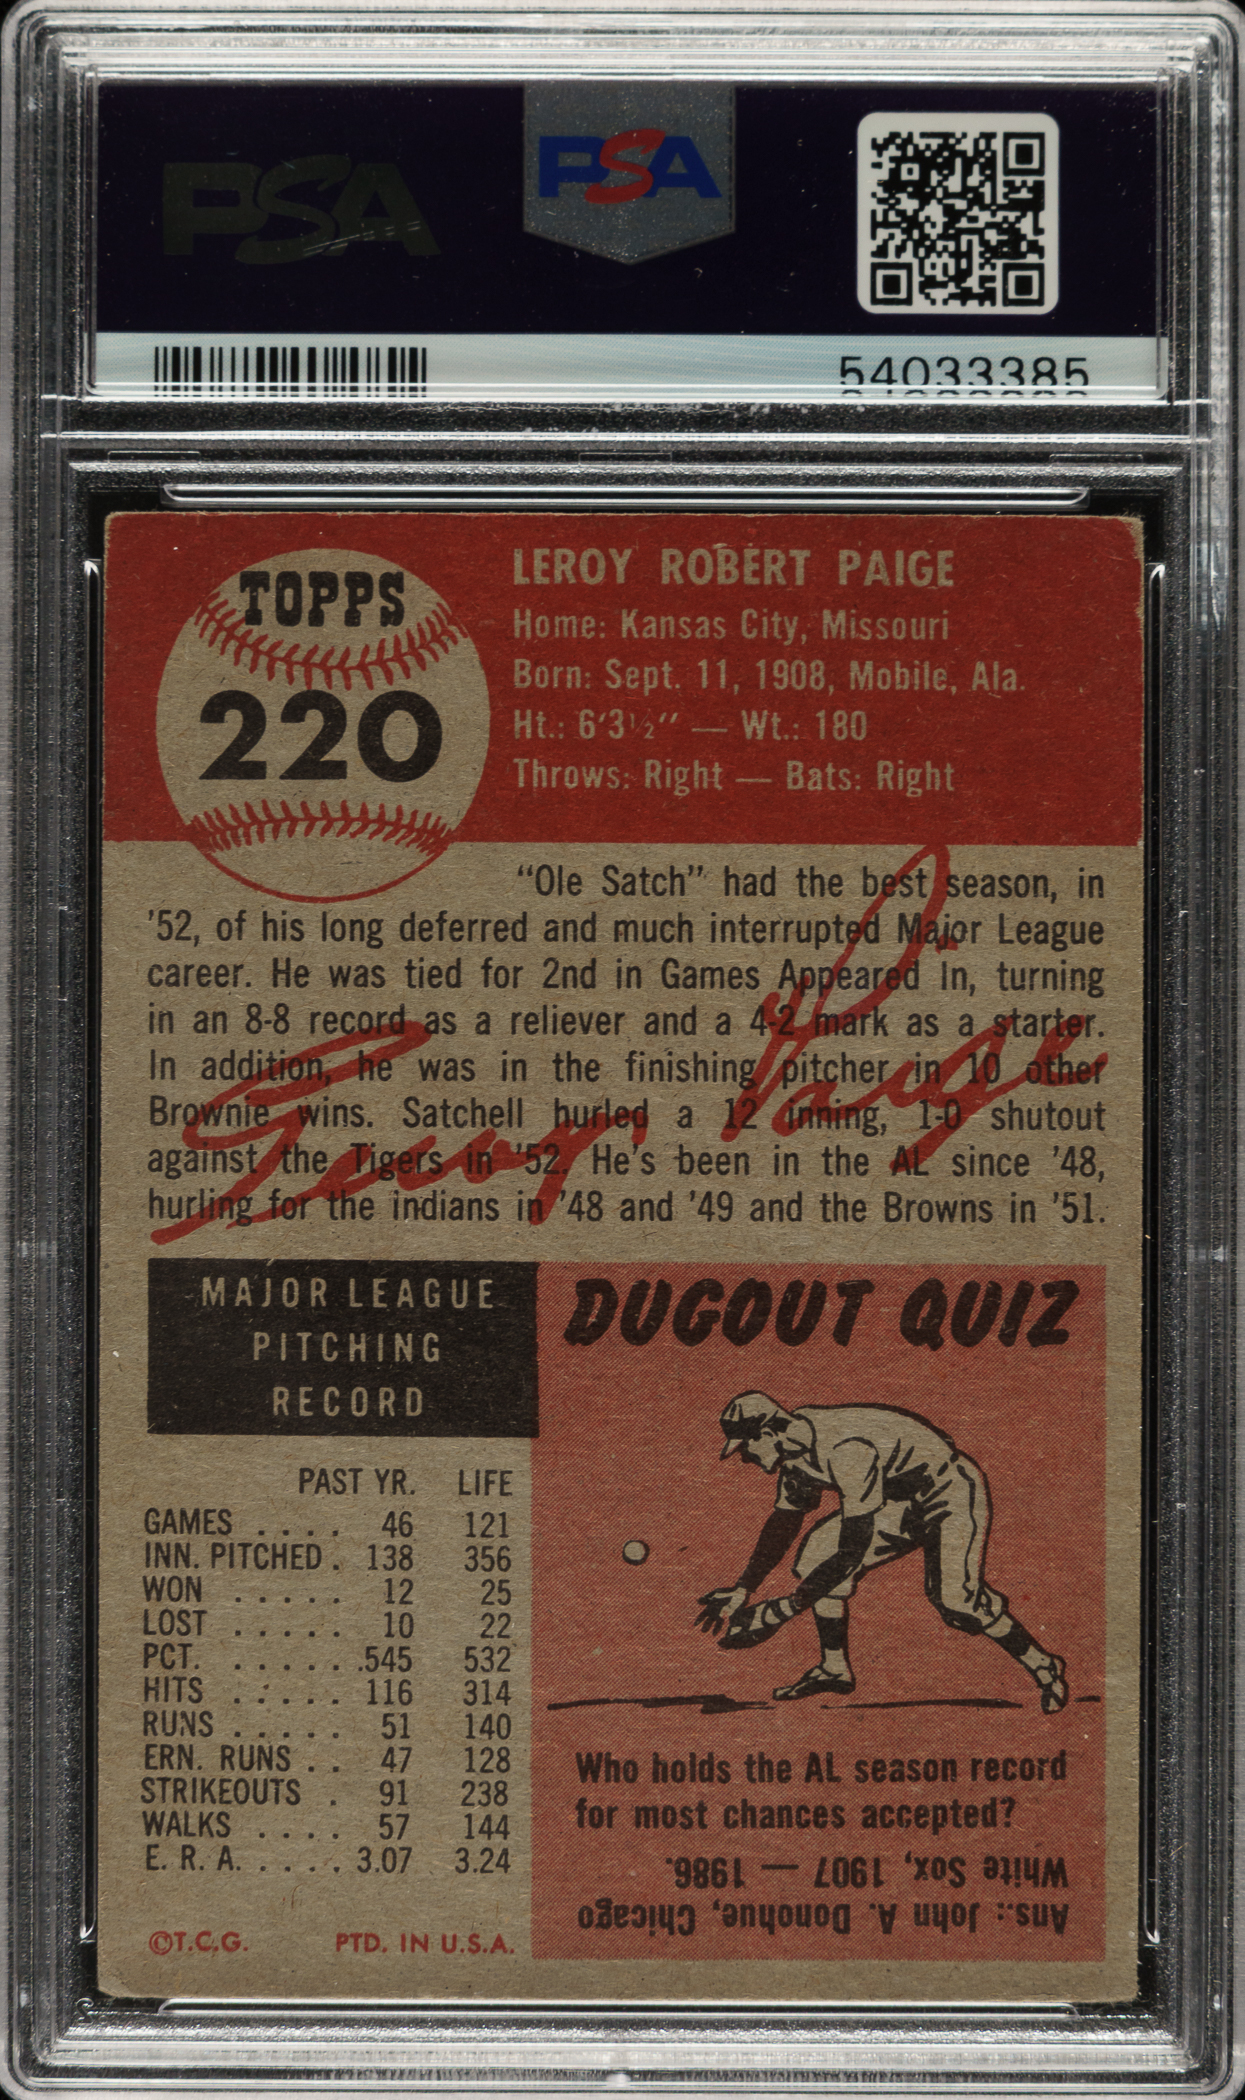 PSA
PSA
54033385
TOPPS
220
LEROY ROBERT PAIGE
Home: Kansas City, Missouri
Born: Sept. 11, 1908, Mobile, Ala.
Ht.: 6'3½" — Wt.: 180
Throws: Right — Bats: Right
"Ole Satch" had the best season, in
'52, of his long deferred and much interrupted Major League
career. He was tied for 2nd in Games Appeared In, turning
in an 8-8 record as a reliever and a 4-2 mark as a starter.
In addition, he was in the finishing pitcher in 10 other
Brownie wins. Satchell hurled a 12 inning, 1-0 shutout
against the Tigers in '52. He's been in the AL since '48,
hurling for the indians in '48 and '49 and the Browns in '51.
Leroy Paige
MAJOR LEAGUE
PITCHING
RECORD
PAST YR. LIFE
GAMES . . . . 46 121
INN. PITCHED . 138 356
WON . . . . . 12 25
LOST . . . . . 10 22
PCT. . . . . . .545 532
HITS . . . . . 116 314
RUNS . . . . . 51 140
ERN. RUNS . . 47 128
STRIKEOUTS . 91 238
WALKS . . . . 57 144
E. R. A. . . . . 3.07 3.24
©T.C.G. PTD. IN U.S.A.
DUGOUT QUIZ
Who holds the AL season record
for most chances accepted?
Ans.: John A. Donohue, Chicago
White Sox, 1907 — 1986.